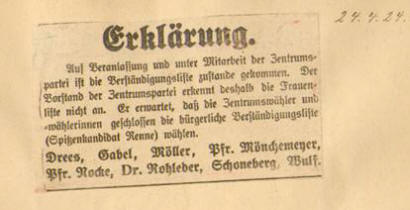 24.4.24.
Erklärung.
Auf Veranlassung und unter Mitarbeit der Zentrums-
partei ist die Verständigungsliste zustande gekommen. Der
Vorstand der Zentrumspartei erkennt deshalb die Frauen-
liste nicht an. Er erwartet, daß die Zentrumswähler und
-wählerinnen geschlossen die bürgerliche Verständigungsliste
(Spitzenkandidat Renne) wählen.
Drees, Gabel, Möller, Pfr. Mönchemeyer,
Pfr. Nocke, Dr. Rohleder, Schoneberg, Wulf.